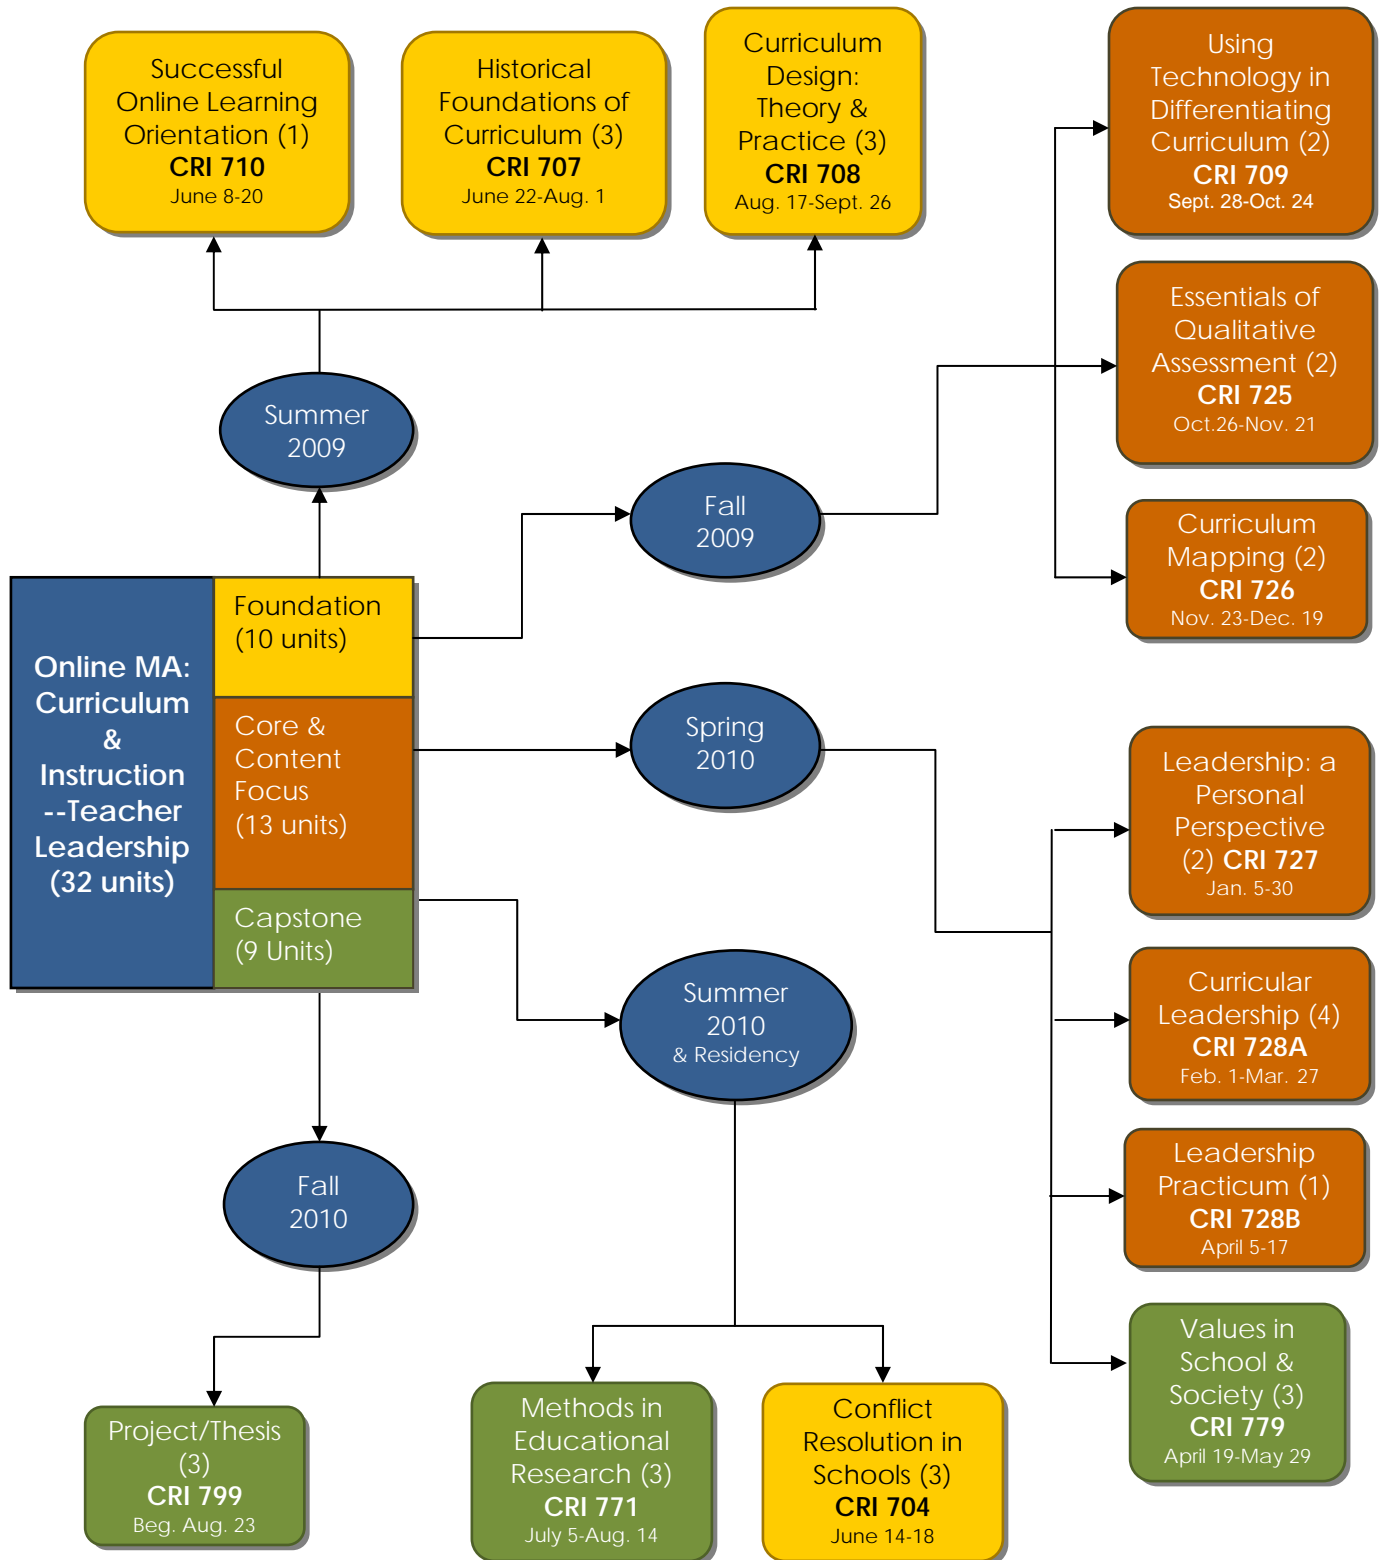 Successful
Online Learning
Orientation (1)
CRI 710
June 8-20
Historical
Foundations of
Curriculum (3)
CRI 707
June 22-Aug. 1
Curriculum
Design:
Theory &
Practice (3)
CRI 708
Aug. 17-Sept. 26
Using
Technology in
Differentiating
Curriculum (2)
CRI 709
Sept. 28-Oct. 24
Essentials of
Qualitative
Assessment (2)
CRI 725
Oct.26-Nov. 21
Summer
2009
Fall
2009
Curriculum
Mapping (2)
CRI 726
Nov. 23-Dec. 19
Online MA:
Curriculum
&
Instruction
--Teacher
Leadership
(32 units)
Foundation
(10 units)
Core &
Content
Focus
(13 units)
Capstone
(9 Units)
Spring
2010
Leadership: a
Personal
Perspective
(2) CRI 727
Jan. 5-30
Curricular
Leadership (4)
CRI 728A
Feb. 1-Mar. 27
Summer
2010
& Residency
Leadership
Practicum (1)
CRI 728B
April 5-17
Fall
2010
Values in
School &
Society (3)
CRI 779
April 19-May 29
Project/Thesis
(3)
CRI 799
Beg. Aug. 23
Methods in
Educational
Research (3)
CRI 771
July 5-Aug. 14
Conflict
Resolution in
Schools (3)
CRI 704
June 14-18